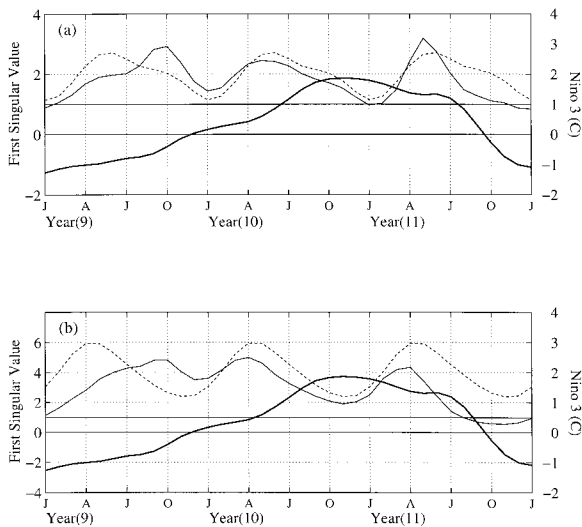 (a)
First Singular Value
4
2
0
−2
4
3
2
1
0
−1
−2
Nino 3 (C)
J A J O J A J O J A J O J
Year(9) Year(10) Year(11)
(b)
First Singular Value
8
6
4
2
0
−2
−4
4
3
2
1
0
−1
−2
Nino 3 (C)
J A J O J A J O J A J O J
Year(9) Year(10) Year(11)